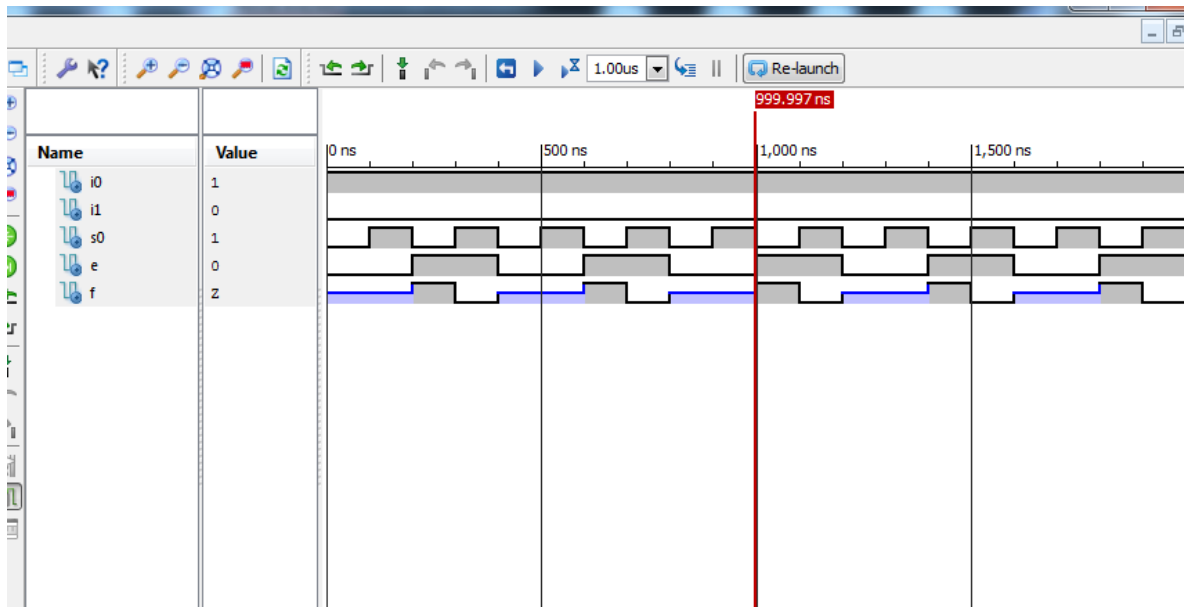 1.00us Re-launch
999.997 ns
Name Value 0 ns 500 ns 1,000 ns 1,500 ns
i0 1
i1 0
s0 1
e 0
f Z